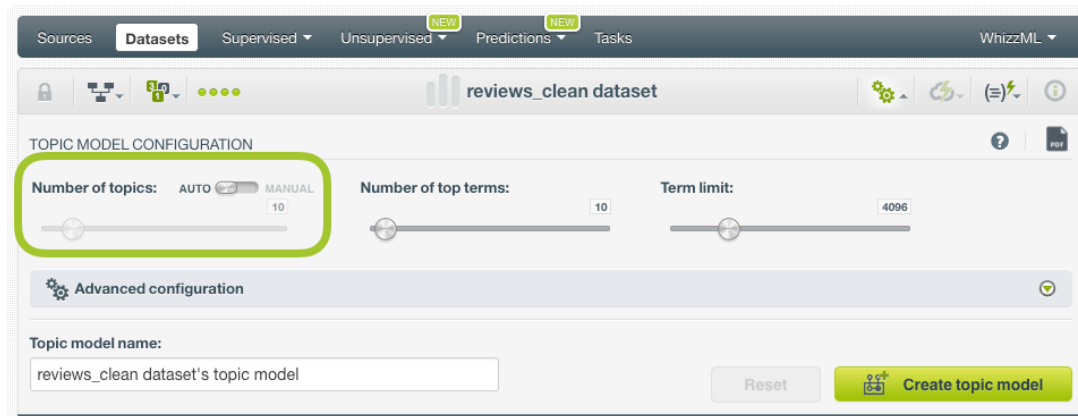 NEW NEW
Sources Datasets Supervised Unsupervised Predictions Tasks WhizzML
reviews_clean dataset
TOPIC MODEL CONFIGURATION
PDF
Number of topics: AUTO MANUAL Number of top terms: Term limit:
10 10 4096
Advanced configuration
Topic model name:
reviews_clean dataset's topic model
Reset Create topic model